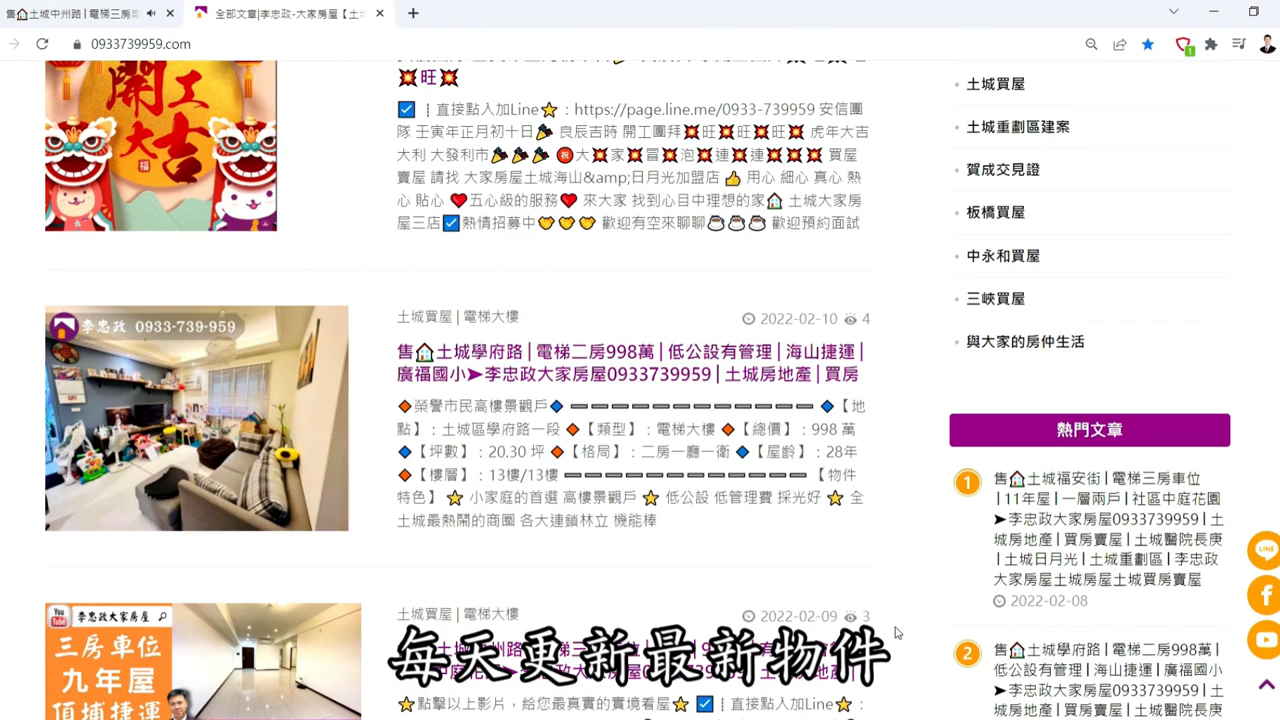 售🏠土城中州路 | 電梯三房車
全部文章|李忠政-大家房屋【土城
0933739959.com
開工大吉
福
💥旺💥
☑️┋直接點入加Line⭐：https://page.line.me/0933-739959 安信團
隊 壬寅年正月初十日🎉 良辰吉時 開工團拜💥旺💥旺💥旺💥旺💥 虎年大吉
大利 大發利市🎉🎉🎉 ㊗️大💥家💥冒💥泡💥連💥連💥💥💥 買屋
賣屋 請找 大家房屋土城海山&amp;日月光加盟店👍 用心 細心 真心 熱
心 貼心 ❤️五心級的服務❤️ 來大家 找到心目中理想的家🏠 土城大家房
屋三店☑️熱情招募中🤝🤝🤝 歡迎有空來聊聊☕☕☕ 歡迎預約面試
李忠政 0933-739-959
土城買屋 | 電梯大樓
2022-02-10 4
售🏠土城學府路 | 電梯二房998萬 | 低公設有管理 | 海山捷運 |
廣福國小➤李忠政大家房屋0933739959 | 土城房地產 | 買房
🔶榮譽市民高樓景觀戶🔷 ➖➖➖➖➖➖➖➖➖➖➖➖ 🔷【地
點】：土城區學府路一段 🔶【類型】：電梯大樓 🔶【總價】：998 萬
🔷【坪數】：20.30 坪 🔶【格局】：二房一廳一衛 🔷【屋齡】：28年
🔶【樓層】：13樓/13樓 ➖➖➖➖➖➖➖➖➖➖➖➖ 【物件
特色】 ⭐ 小家庭的首選 高樓景觀戶 ⭐ 低公設 低管理費 採光好 ⭐ 全
土城最熱鬧的商圈 各大連鎖林立 機能棒
You Tube 李忠政大家房屋
三房車位
九年屋
頂埔捷運
土城買屋 | 電梯大樓
2022-02-09 3
每天更新最新物件
⭐點擊以上影片，給您最真實的實境看屋⭐ ☑️┋直接點入加Line⭐：
土城買屋
土城重劃區建案
賀成交見證
板橋買屋
中永和買屋
三峽買屋
與大家的房仲生活
熱門文章
1
售🏠土城福安街 | 電梯三房車位
| 11年屋 | 一層兩戶 | 社區中庭花園
➤李忠政大家房屋0933739959 | 土
城房地產 | 買房賣屋 | 土城醫院長庚
| 土城日月光 | 土城重劃區 | 李忠政
大家房屋土城房屋土城買房賣屋
2022-02-08
2
售🏠土城學府路 | 電梯二房998萬 |
低公設有管理 | 海山捷運 | 廣福國小
➤李忠政大家房屋0933739959 | 土
城房地產 | 買房賣屋 | 土城醫院長庚
LINE